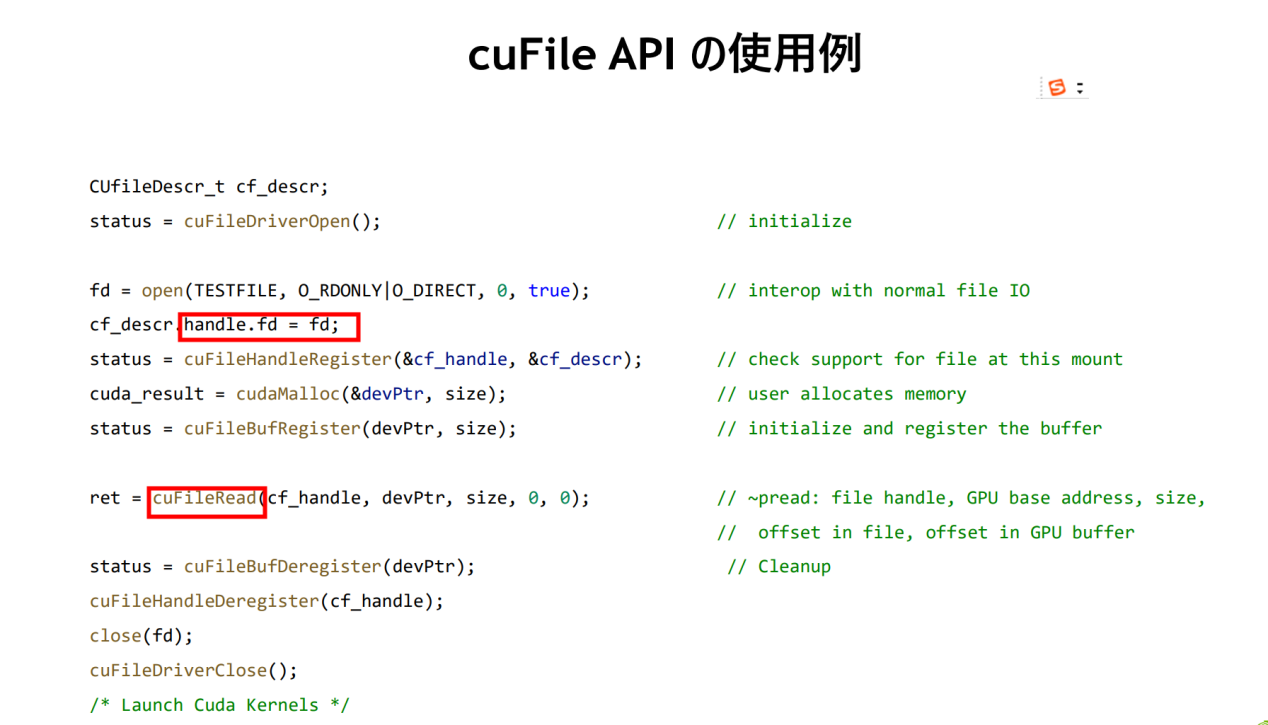 cuFile API の使用例
CUfileDescr_t cf_descr;
status = cuFileDriverOpen(); // initialize
fd = open(TESTFILE, O_RDONLY|O_DIRECT, 0, true); // interop with normal file IO
cf_descr.handle.fd = fd;
status = cuFileHandleRegister(&cf_handle, &cf_descr); // check support for file at this mount
cuda_result = cudaMalloc(&devPtr, size); // user allocates memory
status = cuFileBufRegister(devPtr, size); // initialize and register the buffer
ret = cuFileRead(cf_handle, devPtr, size, 0, 0); // ~pread: file handle, GPU base address, size,
// offset in file, offset in GPU buffer
status = cuFileBufDeregister(devPtr); // Cleanup
cuFileHandleDeregister(cf_handle);
close(fd);
cuFileDriverClose();
/* Launch Cuda Kernels */